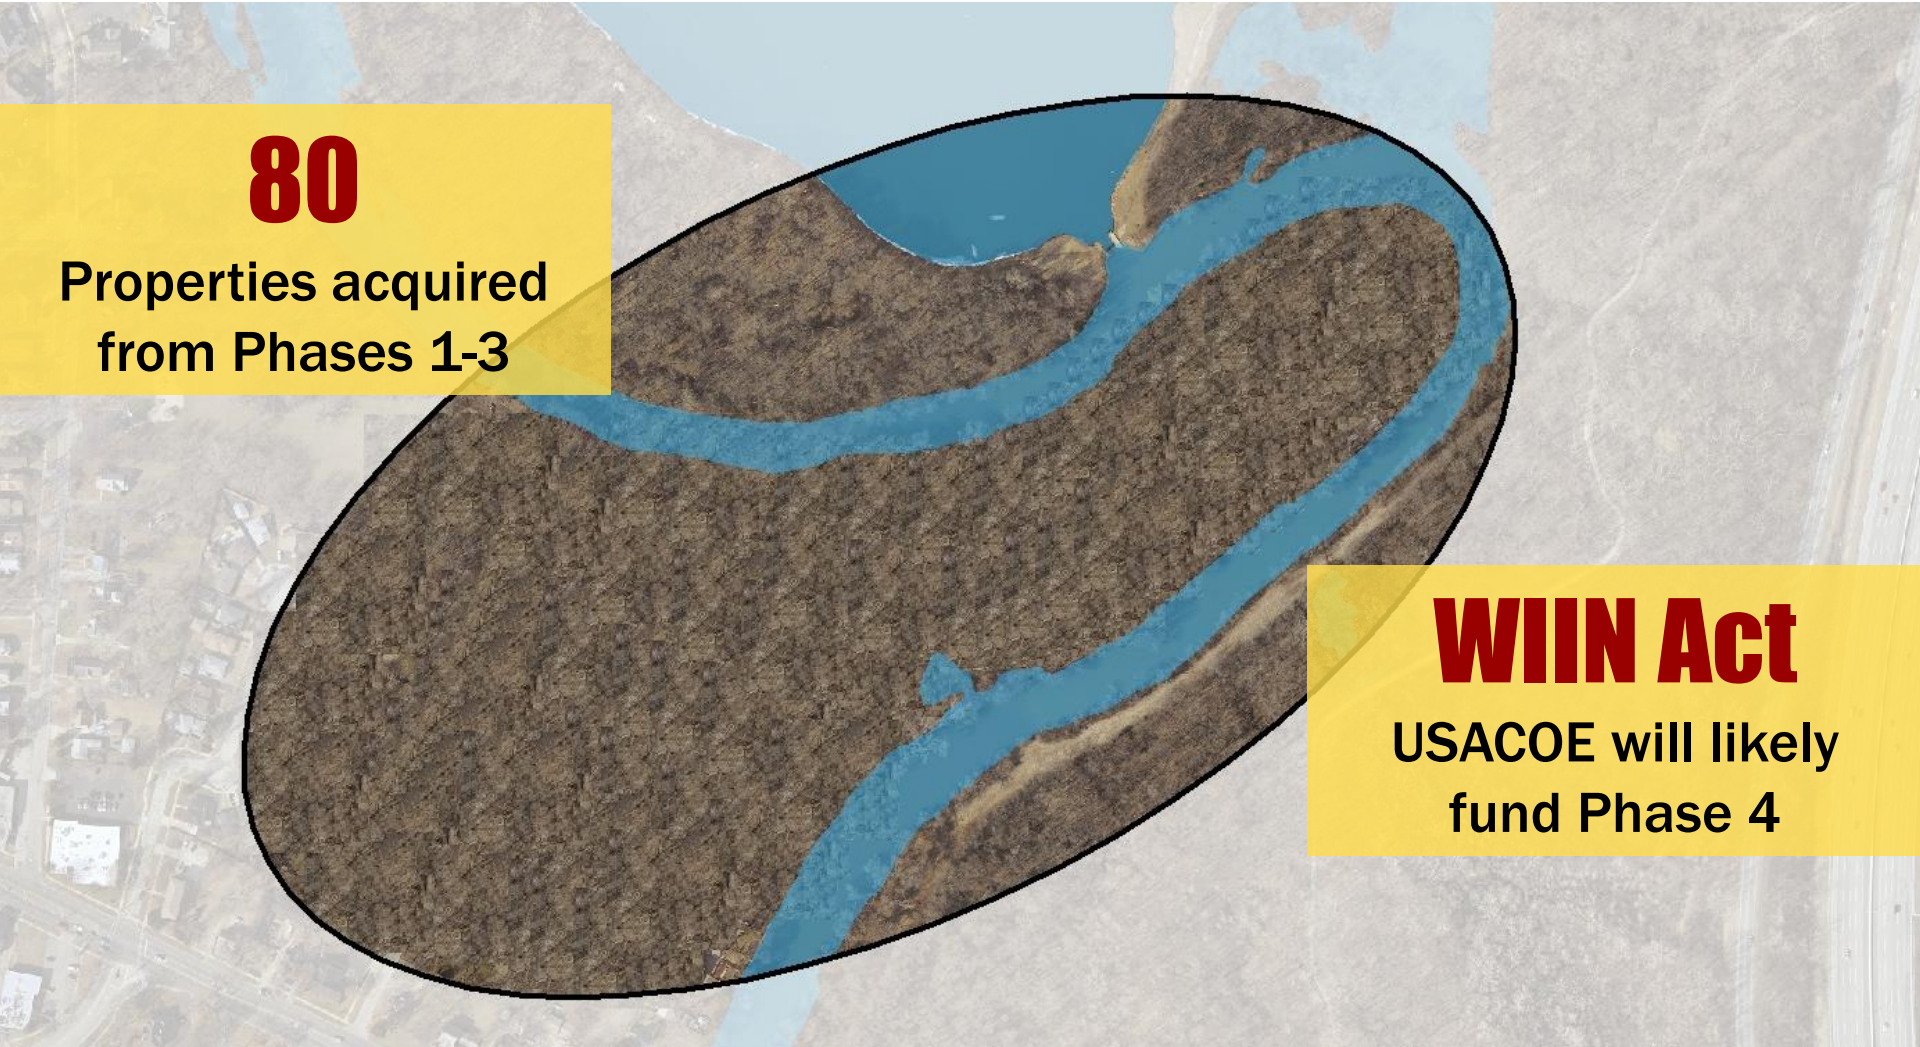 80
Properties acquired
from Phases 1-3
WIIN Act
USACOE will likely
fund Phase 4